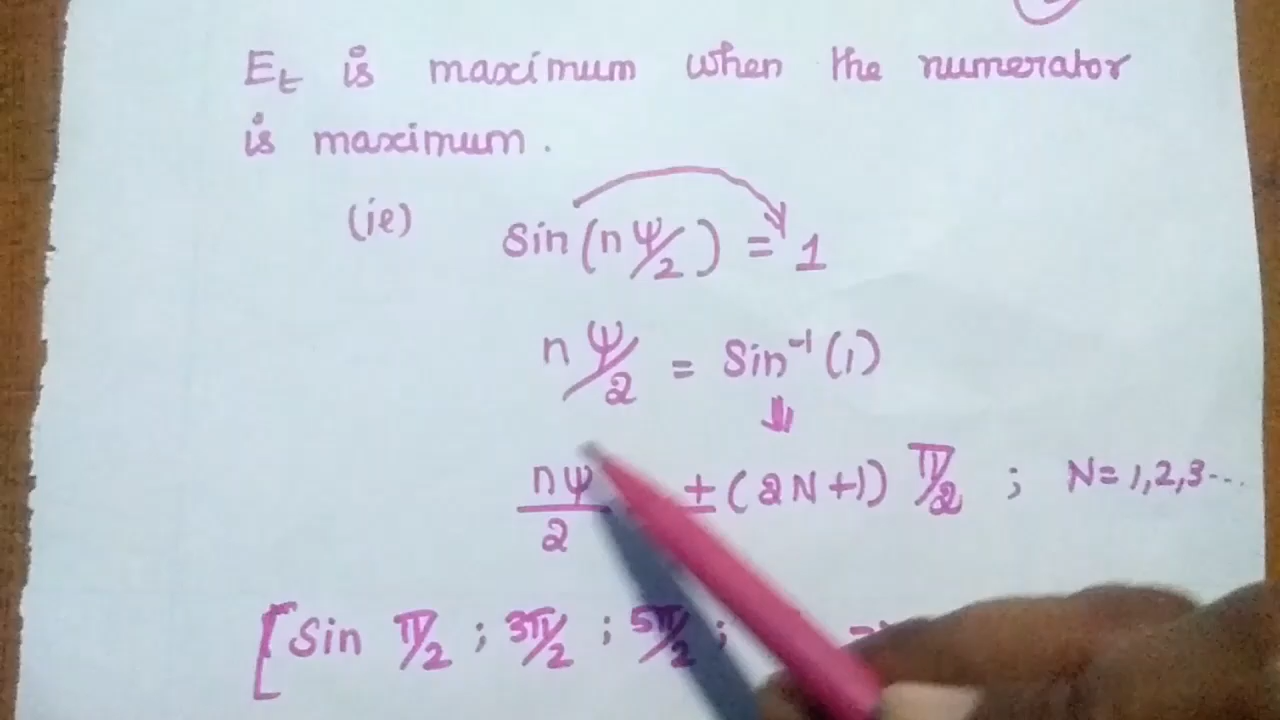 Et is maximum when the numerator
is maximum.
(ie) Sin(nψ/2) = 1
nψ/2 = Sin⁻¹(1)
nψ/2 ±(2N+1) π/2 ; N=1,2,3...
[Sin π/2 ; 3π/2 ; 5π/2 ;